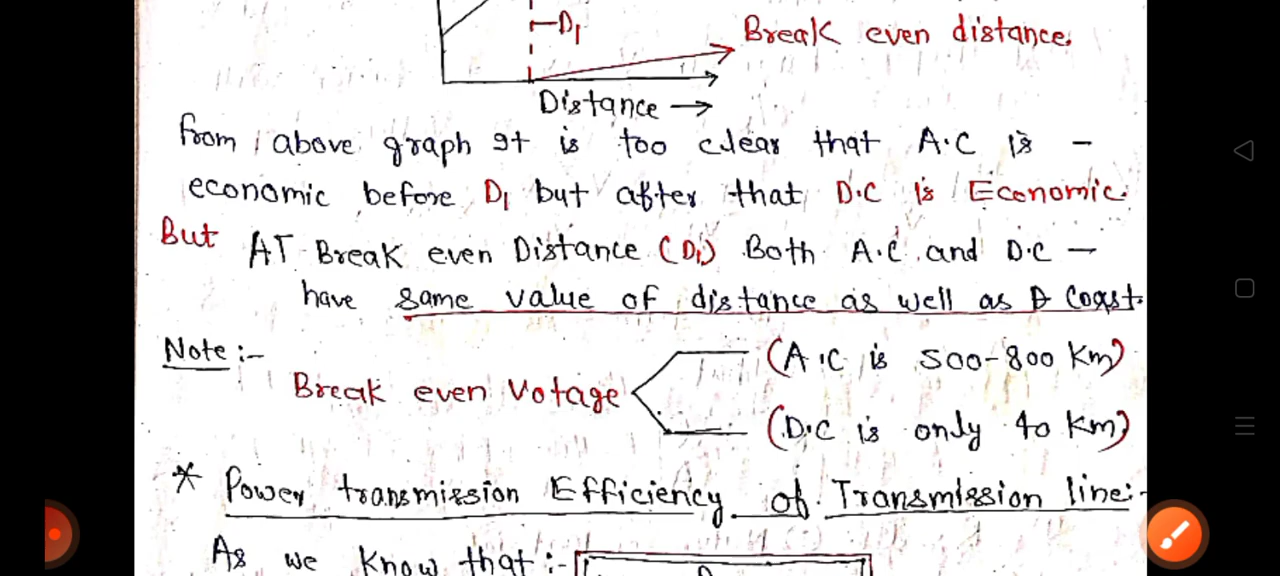 D1
Break even distance.
Distance →
from above graph It is too clear that A.C is -
economic before D1 but after that D.C is Economic.
But AT Break even Distance (D1) Both A.C and D.C -
have same value of distance as well as Coast.
Note :-
Break even Votage
(A.C is 500-800 Km)
(D.C is only 40 Km)
* Power transmission Efficiency of Transmission line:-
As we know that :-